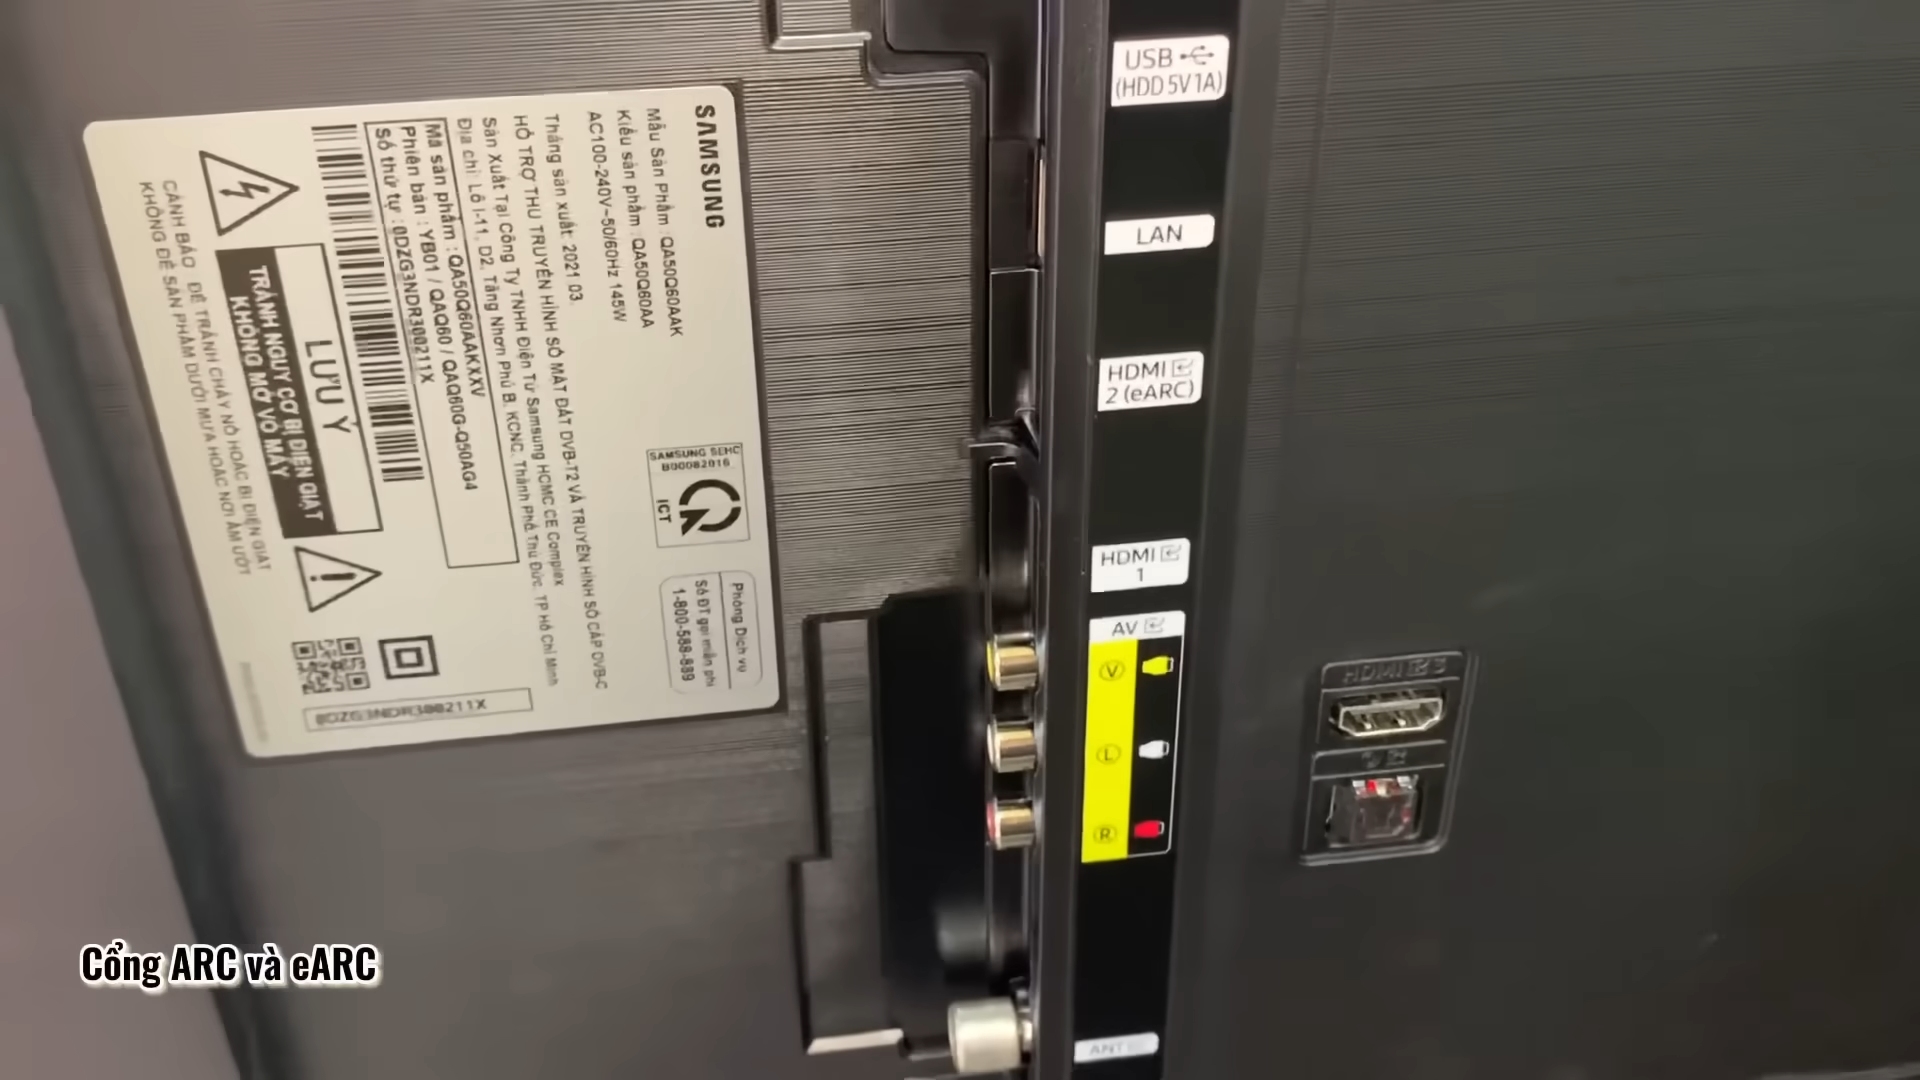 SAMSUNG
Mẫu Sản Phẩm : QA50Q60AAK
Kiểu sản phẩm : QA50Q60AA
AC100-240V~50/60Hz 145W
Tháng sản xuất: 2021 03.
HỖ TRỢ THU TRUYỀN HÌNH SỐ MẶT ĐẤT DVB-T2 VÀ TRUYỀN HÌNH SỐ CÁP DVB-C
Sản Xuất Tại Công Ty TNHH Điện Tử Samsung HCMC CE Complex
Địa chỉ: Lô I-11, D2, Tăng Nhơn Phú B, KCNC, Thành Phố Thủ Đức, TP Hồ Chí Minh
Mã sản phẩm : QA50Q60AAKXXV
Phiên bản : YB01 / QAQ60 / QAQ60G-Q50AG4
Số thứ tự : 0DZG3NDR300211X
SAMSUNG SEHC
B00082016
ICT
Phòng Dịch vụ
Số ĐT gọi miễn phí
1-800-588-889
LƯU Ý
TRÁNH NGUY CƠ BỊ ĐIỆN GIẬT
KHÔNG MỞ VỎ MÁY
CẢNH BÁO : ĐỂ TRÁNH CHÁY NỔ HOẶC BỊ ĐIỆN GIẬT
KHÔNG ĐỂ SẢN PHẨM DƯỚI MƯA HOẶC NƠI ẨM ƯỚT
0DZG3NDR300211X
USB
(HDD 5V 1A)
LAN
HDMI
2 (eARC)
HDMI
1
AV
V
L
R
ANT
HDMI 3
Cổng ARC và eARC